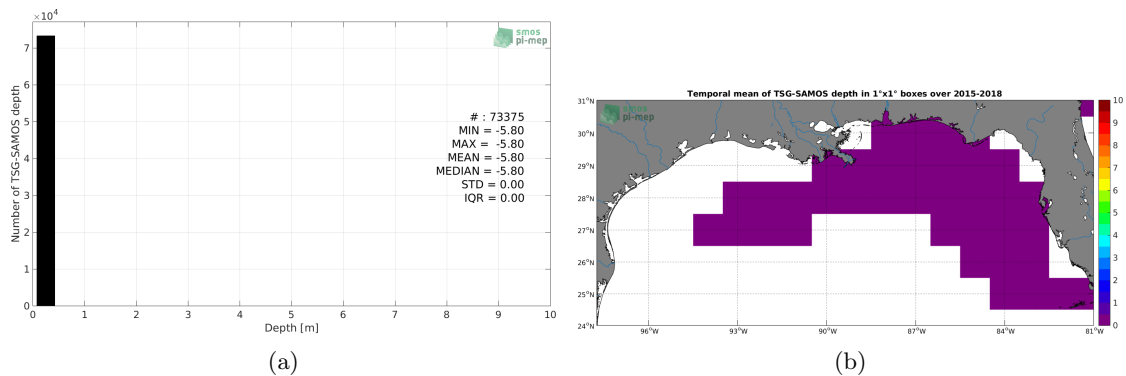 ×10⁴
smos
pi-mep
7
6
5
4
3
2
1
0
Number of TSG-SAMOS depth
# : 73375
MIN = -5.80
MAX = -5.80
MEAN = -5.80
MEDIAN = -5.80
STD = 0.00
IQR = 0.00
0 1 2 3 4 5 6 7 8 9 10
Depth [m]
(a)
Temporal mean of TSG-SAMOS depth in 1°x1° boxes over 2015-2018
smos
pi-mep
31°N
30°N
29°N
28°N
27°N
26°N
25°N
24°N
96°W 93°W 90°W 87°W 84°W 81°W
10
9
8
7
6
5
4
3
2
1
0
(b)